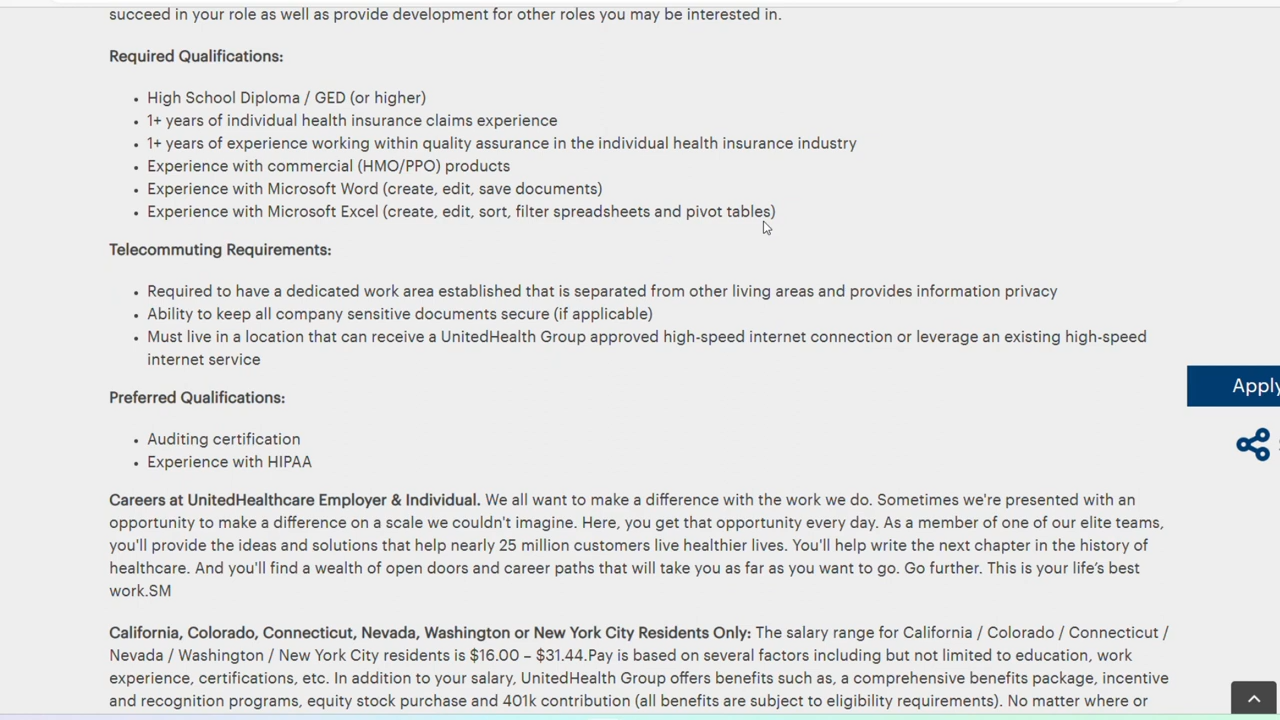 succeed in your role as well as provide development for other roles you may be interested in.
Required Qualifications:
• High School Diploma / GED (or higher)
• 1+ years of individual health insurance claims experience
• 1+ years of experience working within quality assurance in the individual health insurance industry
• Experience with commercial (HMO/PPO) products
• Experience with Microsoft Word (create, edit, save documents)
• Experience with Microsoft Excel (create, edit, sort, filter spreadsheets and pivot tables)
Telecommuting Requirements:
• Required to have a dedicated work area established that is separated from other living areas and provides information privacy
• Ability to keep all company sensitive documents secure (if applicable)
• Must live in a location that can receive a UnitedHealth Group approved high-speed internet connection or leverage an existing high-speed
internet service
Apply
Preferred Qualifications:
• Auditing certification
• Experience with HIPAA
Careers at UnitedHealthcare Employer & Individual. We all want to make a difference with the work we do. Sometimes we're presented with an
opportunity to make a difference on a scale we couldn't imagine. Here, you get that opportunity every day. As a member of one of our elite teams,
you'll provide the ideas and solutions that help nearly 25 million customers live healthier lives. You'll help write the next chapter in the history of
healthcare. And you'll find a wealth of open doors and career paths that will take you as far as you want to go. Go further. This is your life’s best
work.SM
California, Colorado, Connecticut, Nevada, Washington or New York City Residents Only: The salary range for California / Colorado / Connecticut /
Nevada / Washington / New York City residents is $16.00 – $31.44.Pay is based on several factors including but not limited to education, work
experience, certifications, etc. In addition to your salary, UnitedHealth Group offers benefits such as, a comprehensive benefits package, incentive
and recognition programs, equity stock purchase and 401k contribution (all benefits are subject to eligibility requirements). No matter where or